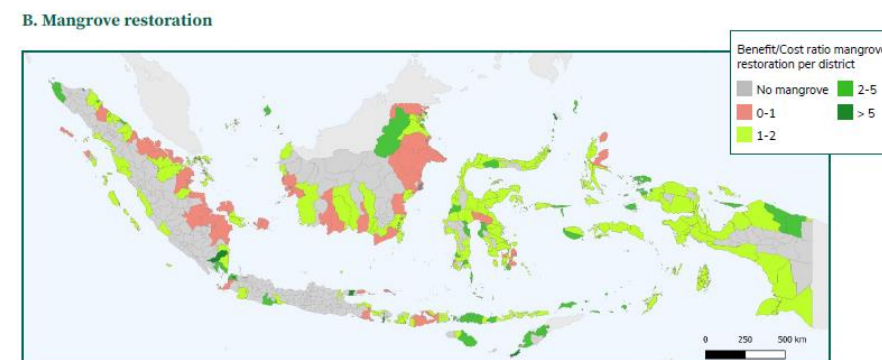 B. Mangrove restoration
Benefit/Cost ratio mangrove
restoration per district
No mangrove
2-5
0-1
> 5
1-2
0 250 500 km